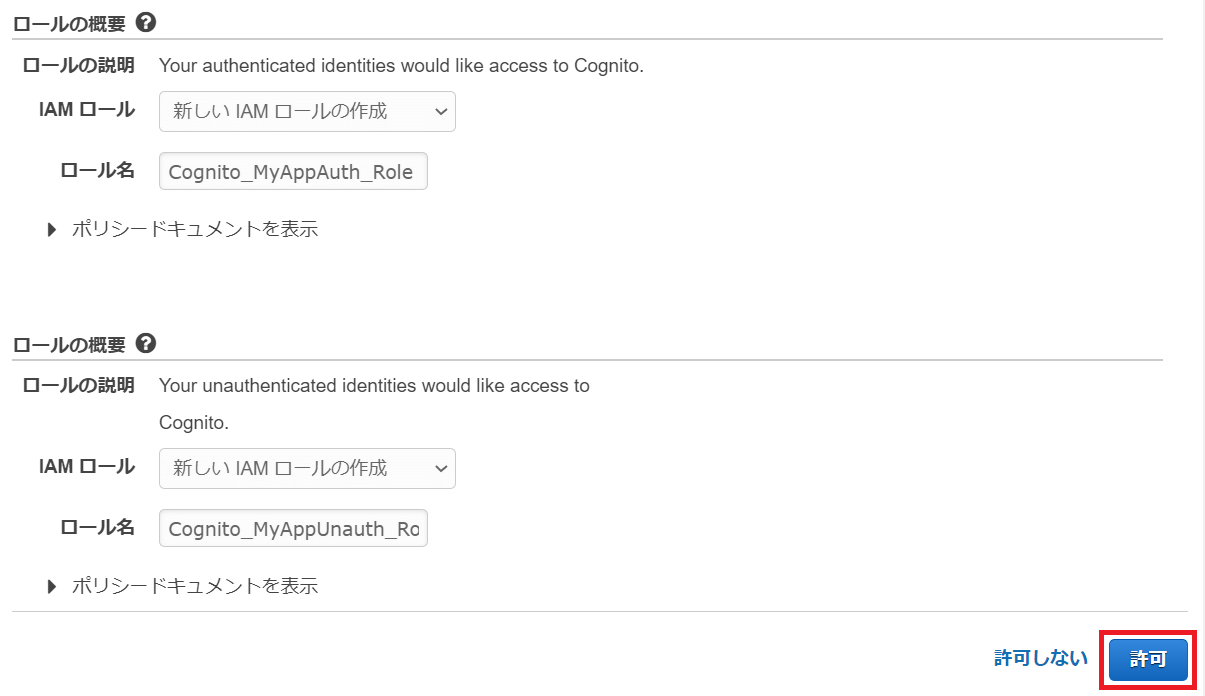 ロールの概要 ?
ロールの説明 Your authenticated identities would like access to Cognito.
IAM ロール 新しい IAM ロールの作成
ロール名 Cognito_MyAppAuth_Role
ポリシードキュメントを表示
ロールの概要 ?
ロールの説明 Your unauthenticated identities would like access to
Cognito.
IAM ロール 新しい IAM ロールの作成
ロール名 Cognito_MyAppUnauth_Ro
ポリシードキュメントを表示
許可しない 許可